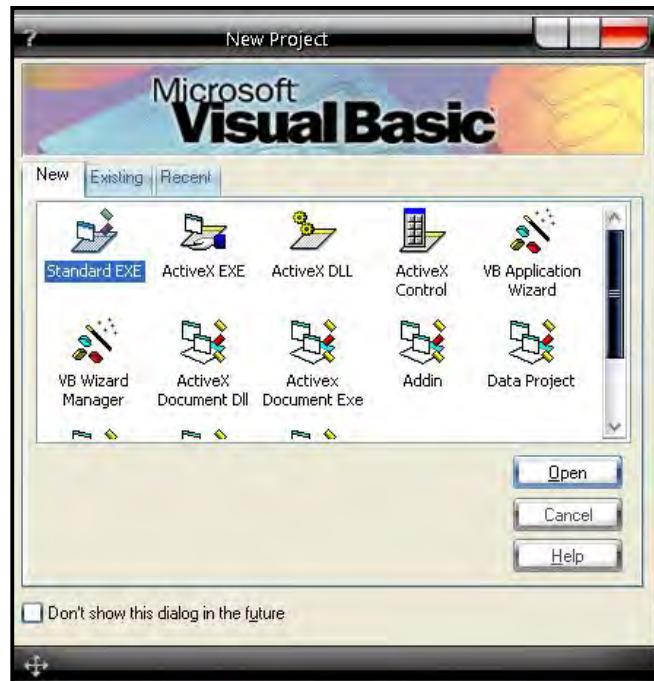 ?
New Project
Microsoft
Visual Basic
New Existing Recent
Standard EXE ActiveX EXE ActiveX DLL ActiveX Control VB Application Wizard
VB Wizard Manager ActiveX Document Dll Activex Document Exe Addin Data Project
Open
Cancel
Help
Don't show this dialog in the future